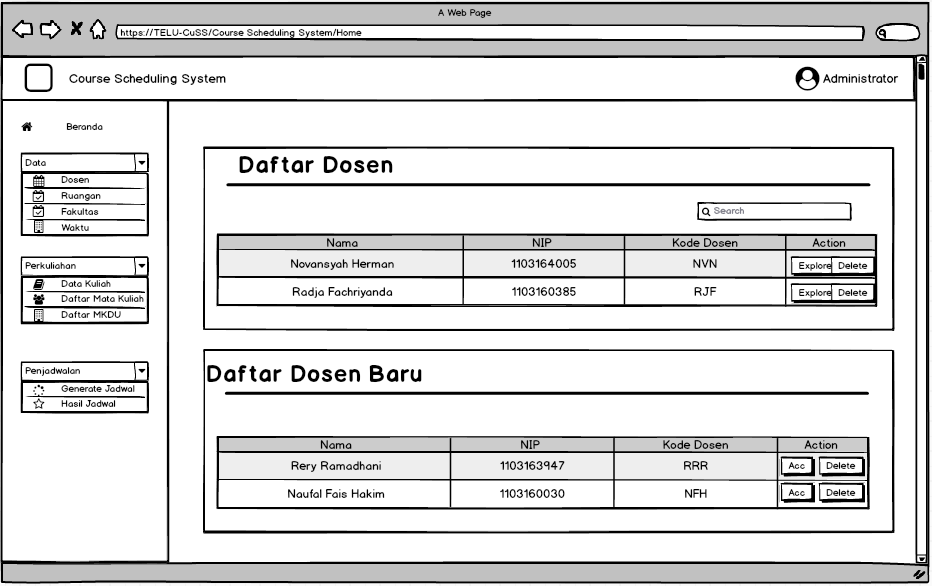 A Web Page
https://TELU-CuSS/Course Scheduling System/Home
Course Scheduling System
Administrator
Beranda
Data
Dosen
Ruangan
Fakultas
Waktu
Perkuliahan
Data Kuliah
Daftar Mata Kuliah
Daftar MKDU
Penjadwalan
Generate Jadwal
Hasil Jadwal
Daftar Dosen
Search
Nama NIP Kode Dosen Action
Novansyah Herman 1103164005 NVN Explore Delete
Radja Fachriyanda 1103160385 RJF Explore Delete
Daftar Dosen Baru
Nama NIP Kode Dosen Action
Rery Ramadhani 1103163947 RRR Acc Delete
Naufal Fais Hakim 1103160030 NFH Acc Delete